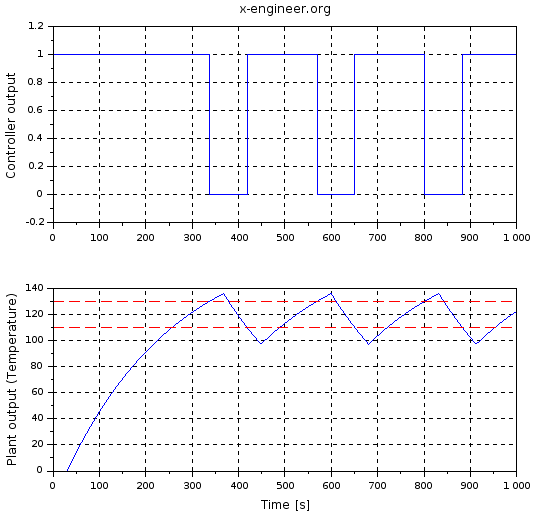 x-engineer.org
Controller output
1.2
1
0.8
0.6
0.4
0.2
0
-0.2
0 100 200 300 400 500 600 700 800 900 1 000
Plant output (Temperature)
140
120
100
80
60
40
20
0
0 100 200 300 400 500 600 700 800 900 1 000
Time [s]